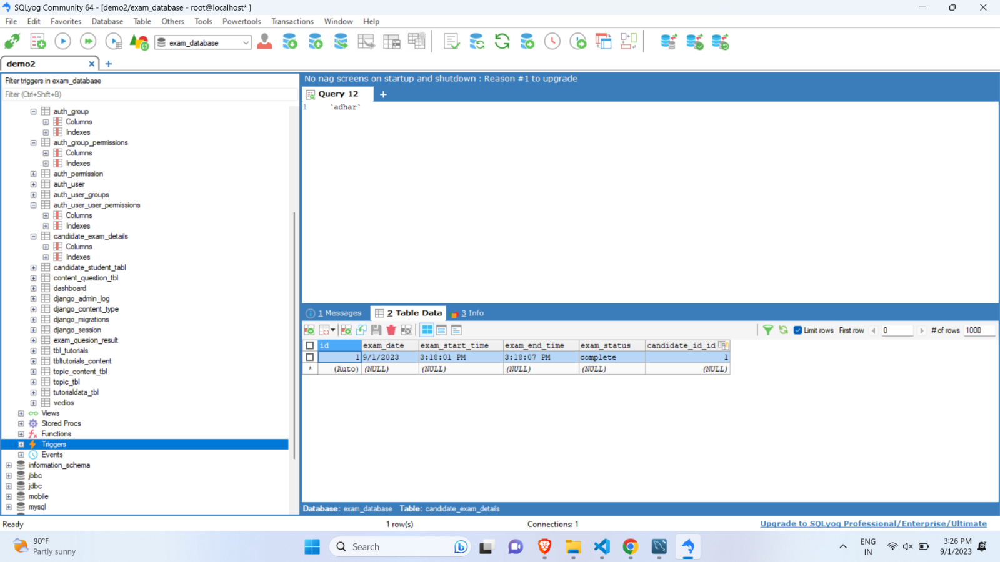 SQLyog Community 64 - [demo2/exam_database - root@localhost* ]
File Edit Favorites Database Table Others Tools Powertools Transactions Window Help
exam_database
demo2
Filter triggers in exam_database
Filter (Ctrl+Shift+B)
auth_group
Columns
Indexes
auth_group_permissions
Columns
Indexes
auth_permission
auth_user
auth_user_groups
auth_user_user_permissions
Columns
Indexes
candidate_exam_details
Columns
Indexes
candidate_student_tabl
content_question_tbl
dashboard
django_admin_log
django_content_type
django_migrations
django_session
exam_quesion_result
tbl_tutorials
tbltutorials_content
topic_content_tbl
topic_tbl
tutorialdata_tbl
vedios
Views
Stored Procs
Functions
Triggers
Events
information_schema
jbbc
jdbc
mobile
mysql
No nag screens on startup and shutdown : Reason #1 to upgrade
Query 12
1 `adhar`
1 Messages 2 Table Data 3 Info
Limit rows First row 0 # of rows 1000
id exam_date exam_start_time exam_end_time exam_status candidate_id_id
1 9/1/2023 3:18:01 PM 3:18:07 PM complete 1
* (Auto) (NULL) (NULL) (NULL) (NULL) (NULL)
Database: exam_database Table: candidate_exam_details
Ready 1 row(s) Connections: 1 Upgrade to SQLyog Professional/Enterprise/Ultimate
90°F
Partly sunny
Search
ENG
IN
3:26 PM
9/1/2023